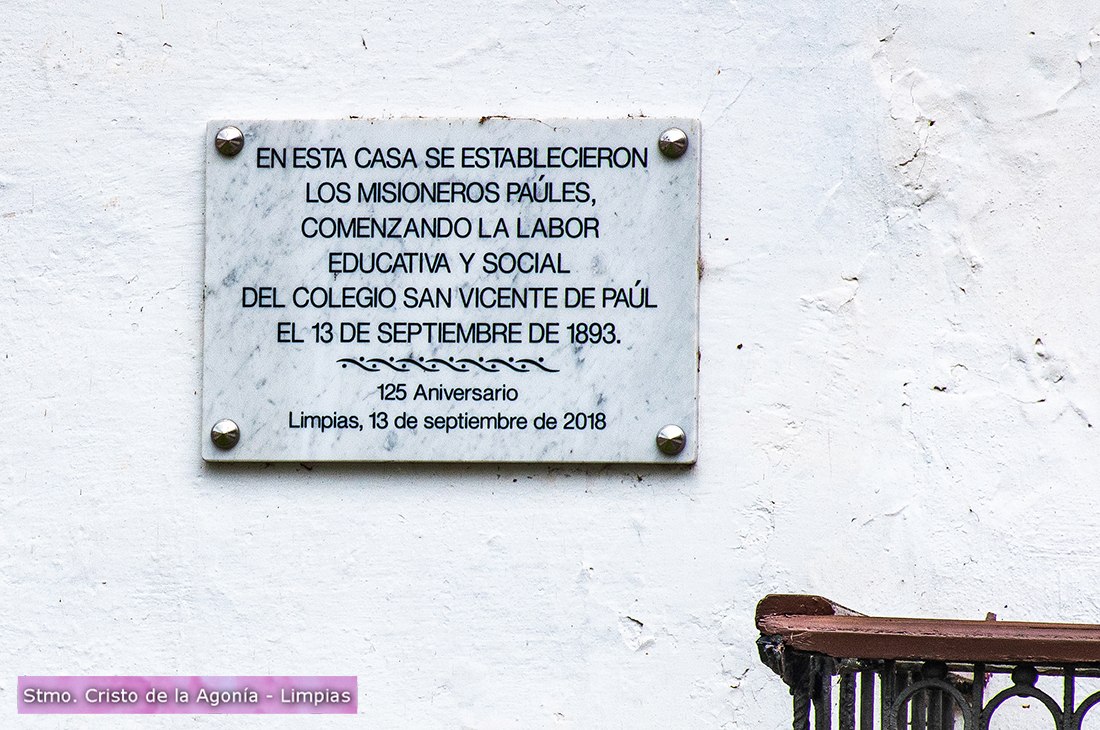 EN ESTA CASA SE ESTABLECIERON
LOS MISIONEROS PAÚLES,
COMENZANDO LA LABOR
EDUCATIVA Y SOCIAL
DEL COLEGIO SAN VICENTE DE PAÚL
EL 13 DE SEPTIEMBRE DE 1893.
125 Aniversario
Limpias, 13 de septiembre de 2018
Stmo. Cristo de la Agonía - Limpias